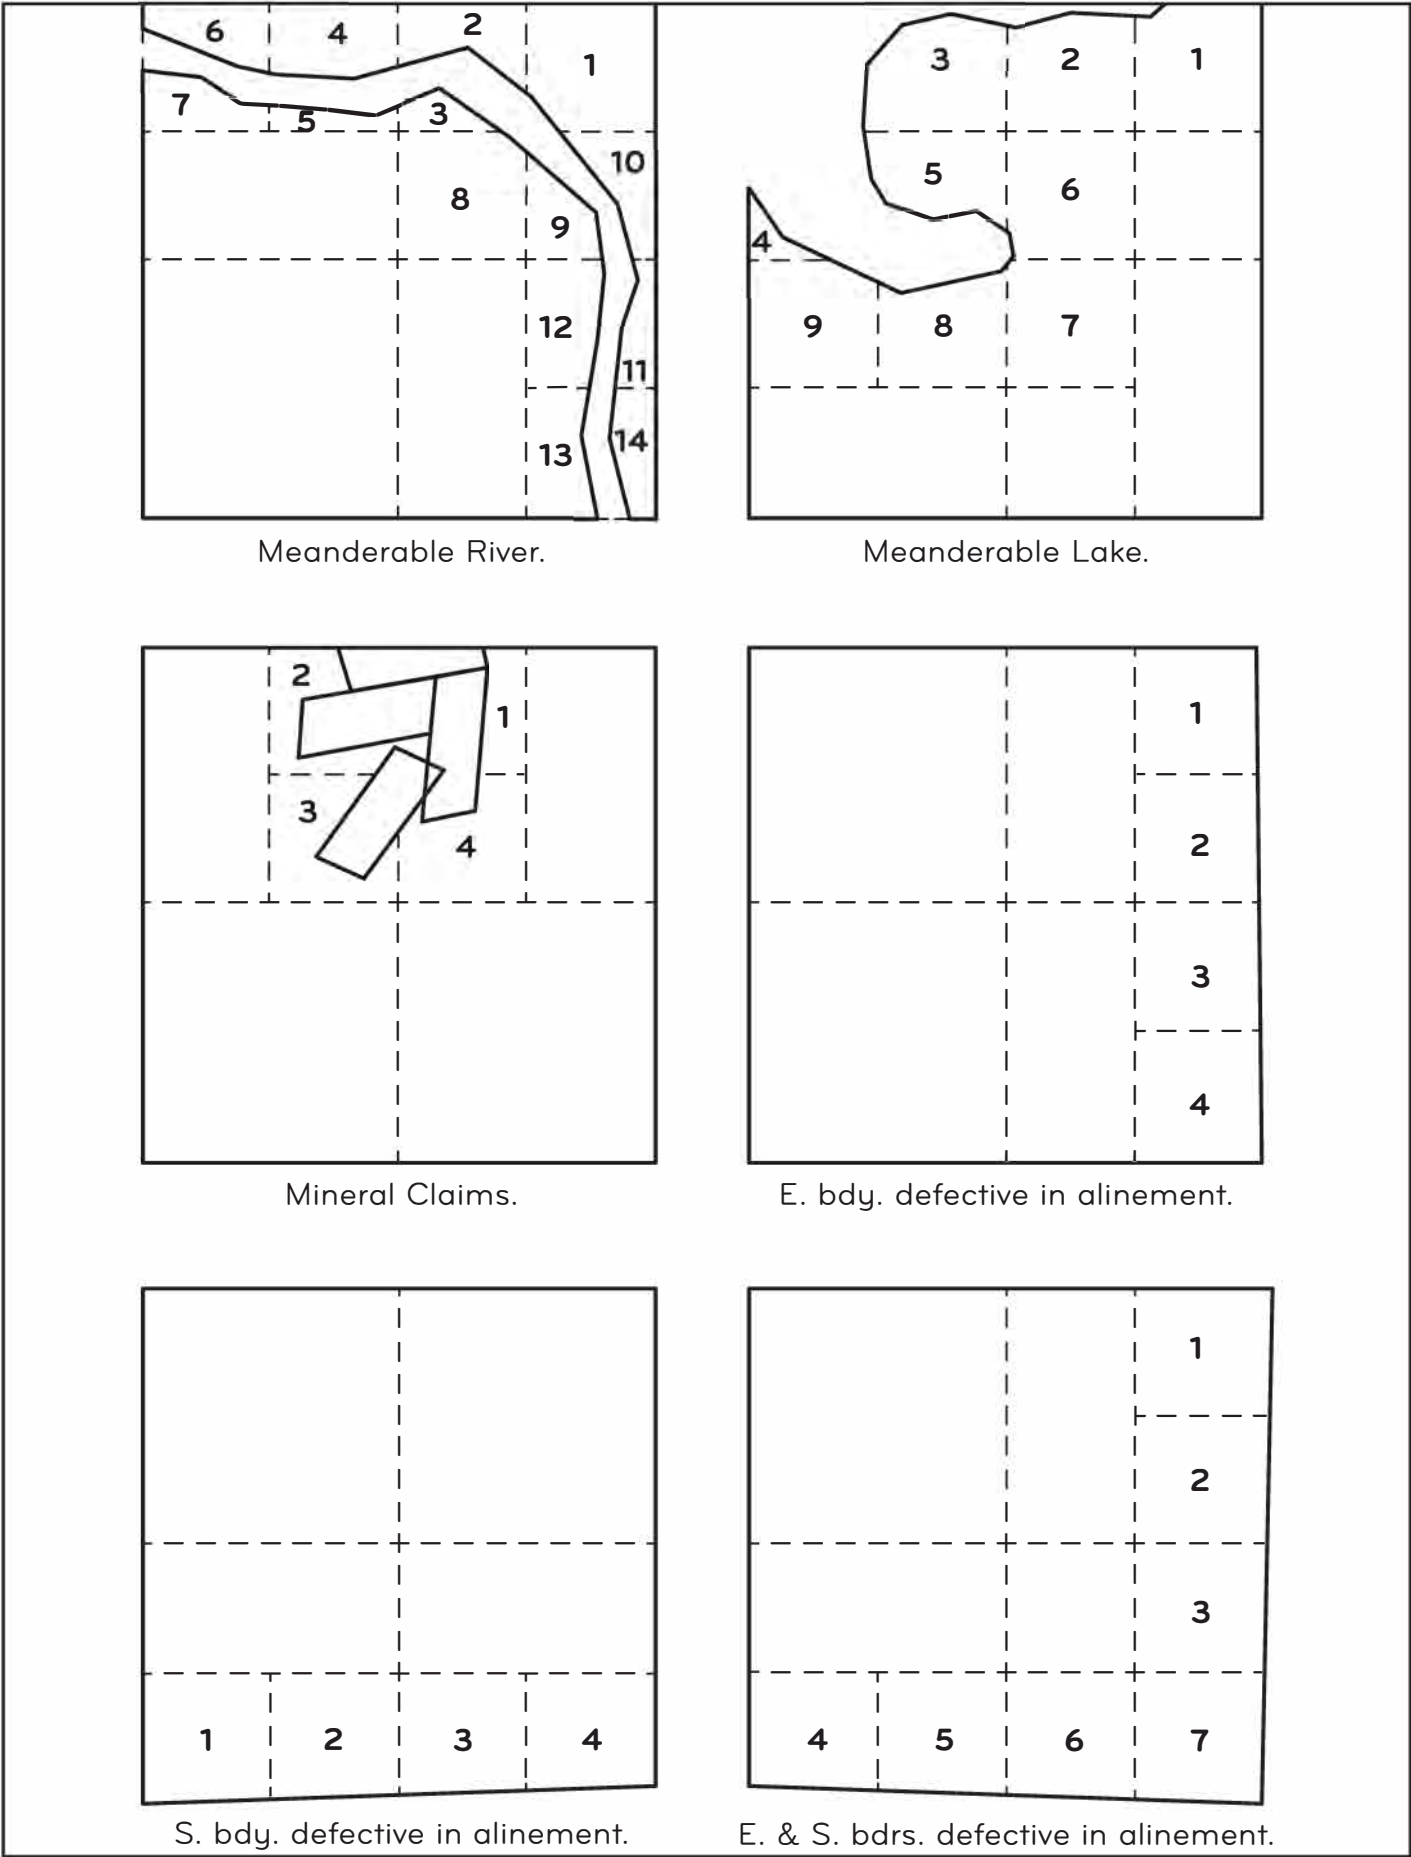 6 4 2 1
7 5 3
10
8 9
12 11
13 14
Meanderable River.
3 2 1
5 6
4
9 8 7
Meanderable Lake.
2 1
3 4
Mineral Claims.
1
2
3
4
E. bdy. defective in alinement.
1 2 3 4
S. bdy. defective in alinement.
1
2
3
4 5 6 7
E. & S. bdrs. defective in alinement.